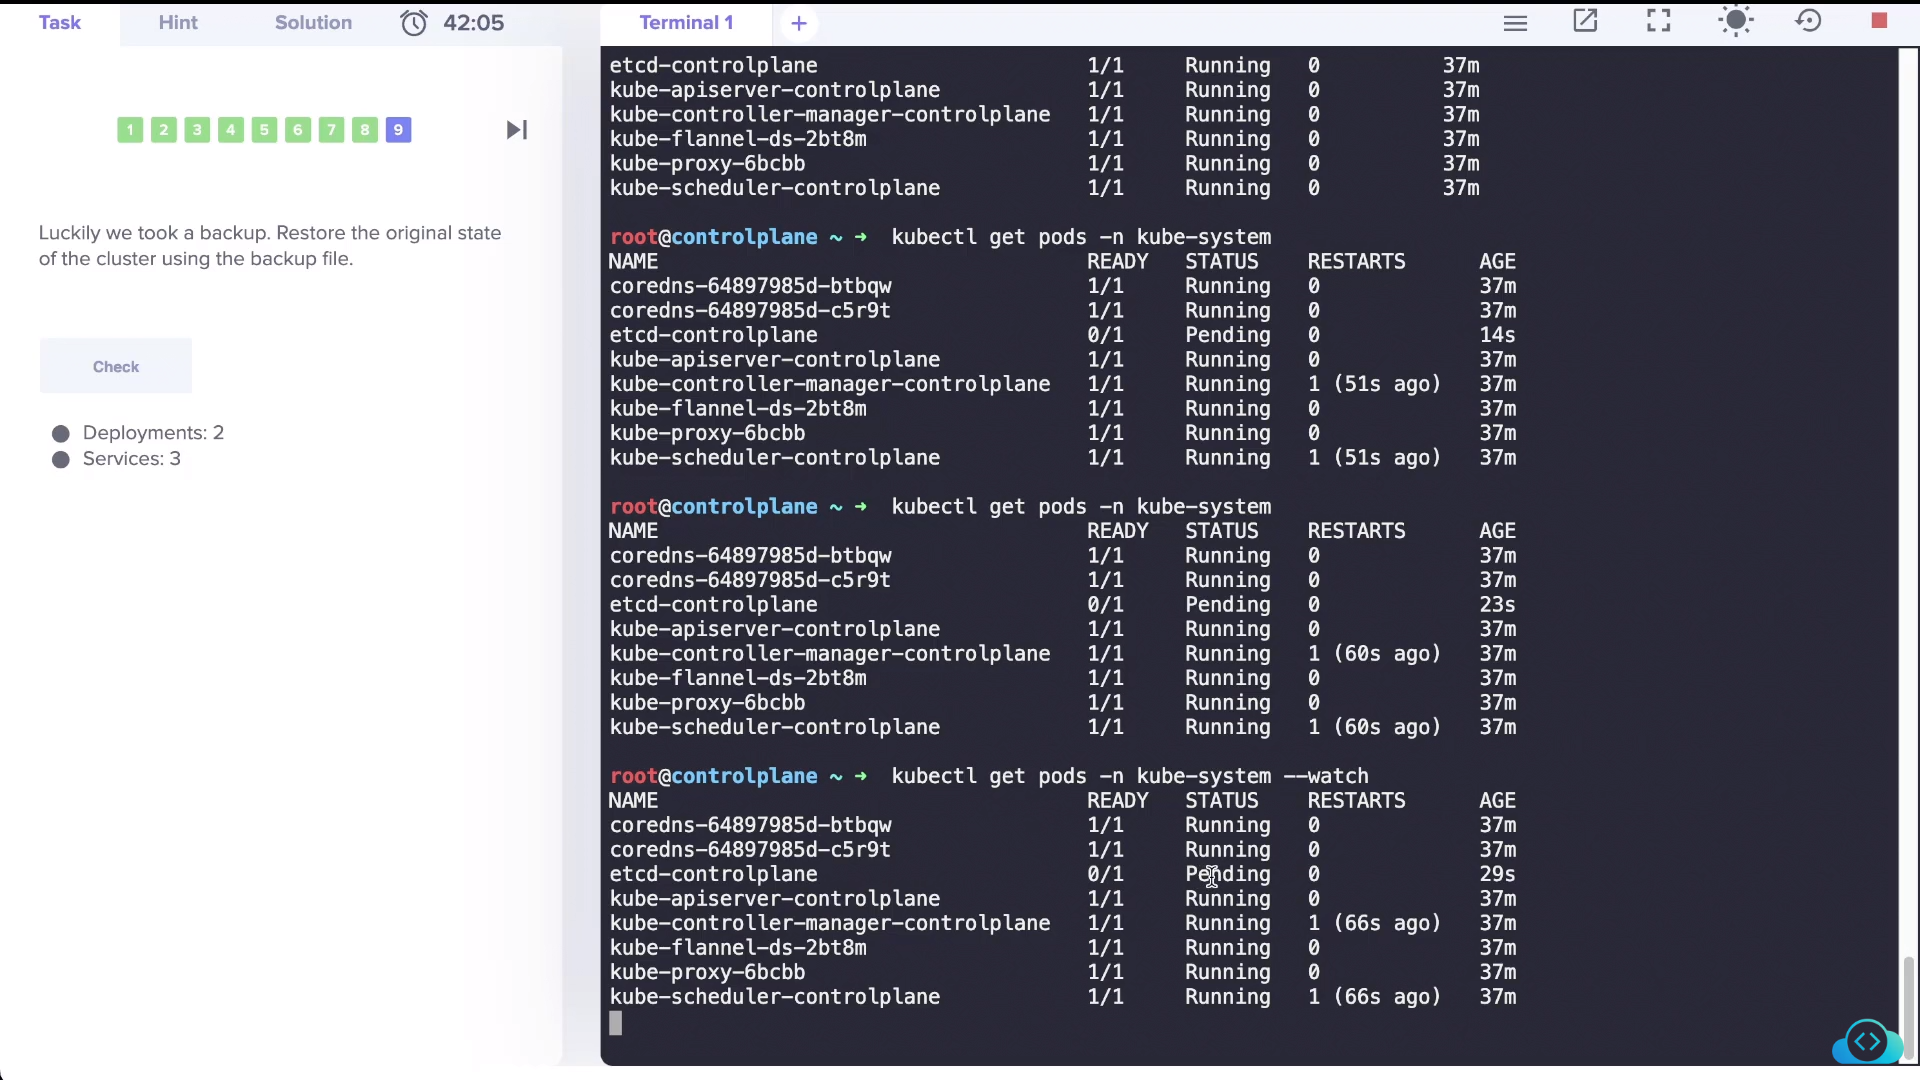 Task Hint Solution 42:05
Terminal 1 +
1 2 3 4 5 6 7 8 9
Luckily we took a backup. Restore the original state
of the cluster using the backup file.
Check
Deployments: 2
Services: 3
etcd-controlplane 1/1 Running 0 37m
kube-apiserver-controlplane 1/1 Running 0 37m
kube-controller-manager-controlplane 1/1 Running 0 37m
kube-flannel-ds-2bt8m 1/1 Running 0 37m
kube-proxy-6bcbb 1/1 Running 0 37m
kube-scheduler-controlplane 1/1 Running 0 37m
root@controlplane ~ ➜ kubectl get pods -n kube-system
NAME READY STATUS RESTARTS AGE
coredns-64897985d-btbqw 1/1 Running 0 37m
coredns-64897985d-c5r9t 1/1 Running 0 37m
etcd-controlplane 0/1 Pending 0 14s
kube-apiserver-controlplane 1/1 Running 0 37m
kube-controller-manager-controlplane 1/1 Running 1 (51s ago) 37m
kube-flannel-ds-2bt8m 1/1 Running 0 37m
kube-proxy-6bcbb 1/1 Running 0 37m
kube-scheduler-controlplane 1/1 Running 1 (51s ago) 37m
root@controlplane ~ ➜ kubectl get pods -n kube-system
NAME READY STATUS RESTARTS AGE
coredns-64897985d-btbqw 1/1 Running 0 37m
coredns-64897985d-c5r9t 1/1 Running 0 37m
etcd-controlplane 0/1 Pending 0 23s
kube-apiserver-controlplane 1/1 Running 0 37m
kube-controller-manager-controlplane 1/1 Running 1 (60s ago) 37m
kube-flannel-ds-2bt8m 1/1 Running 0 37m
kube-proxy-6bcbb 1/1 Running 0 37m
kube-scheduler-controlplane 1/1 Running 1 (60s ago) 37m
root@controlplane ~ ➜ kubectl get pods -n kube-system --watch
NAME READY STATUS RESTARTS AGE
coredns-64897985d-btbqw 1/1 Running 0 37m
coredns-64897985d-c5r9t 1/1 Running 0 37m
etcd-controlplane 0/1 Pending 0 29s
kube-apiserver-controlplane 1/1 Running 0 37m
kube-controller-manager-controlplane 1/1 Running 1 (66s ago) 37m
kube-flannel-ds-2bt8m 1/1 Running 0 37m
kube-proxy-6bcbb 1/1 Running 0 37m
kube-scheduler-controlplane 1/1 Running 1 (66s ago) 37m